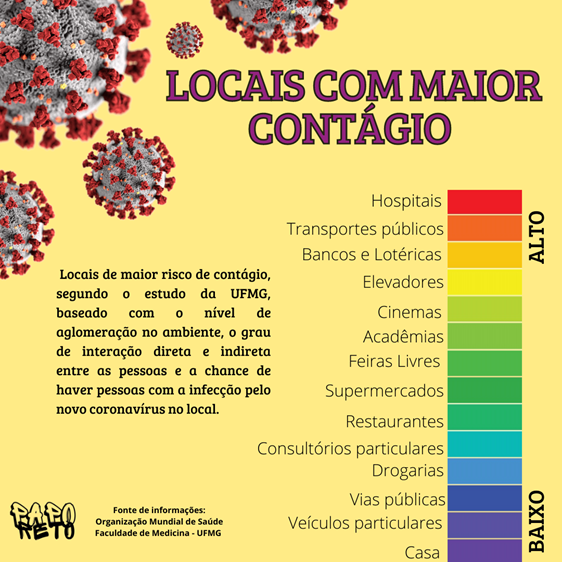 LOCAIS COM MAIOR
CONTÁGIO
Locais de maior risco de contágio,
segundo o estudo da UFMG,
baseado com o nível de
aglomeração no ambiente, o grau
de interação direta e indireta
entre as pessoas e a chance de
haver pessoas com a infecção pelo
novo coronavírus no local.
Hospitais
Transportes públicos
Bancos e Lotéricas
Elevadores
Cinemas
Acadêmias
Feiras Livres
Supermercados
Restaurantes
Consultórios particulares
Drogarias
Vias públicas
Veículos particulares
Casa
ALTO
BAIXO
PAPO
RETO
Fonte de informações:
Organização Mundial de Saúde
Faculdade de Medicina - UFMG